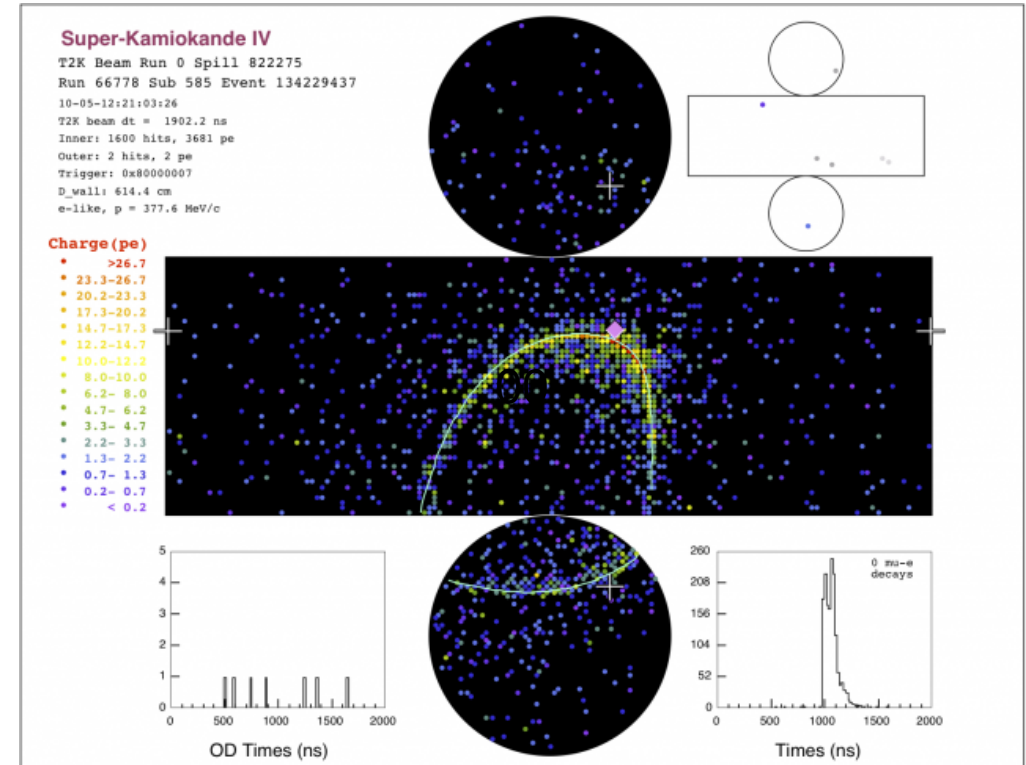 Super-Kamiokande IV
T2K Beam Run 0 Spill 822275
Run 66778 Sub 585 Event 134229437
10-05-12:21:03:26
T2K beam dt = 1902.2 ns
Inner: 1600 hits, 3681 pe
Outer: 2 hits, 2 pe
Trigger: 0x80000007
D_wall: 614.4 cm
e-like, p = 377.6 MeV/c
Charge(pe)
>26.7
23.3-26.7
20.2-23.3
17.3-20.2
14.7-17.3
12.2-14.7
10.0-12.2
8.0-10.0
6.2- 8.0
4.7- 6.2
3.3- 4.7
2.2- 3.3
1.3- 2.2
0.7- 1.3
0.2- 0.7
< 0.2
5
4
3
2
1
0
0 500 1000 1500 2000
OD Times (ns)
260
208
156
104
52
0
0 mu-e
decays
0 500 1000 1500 2000
Times (ns)